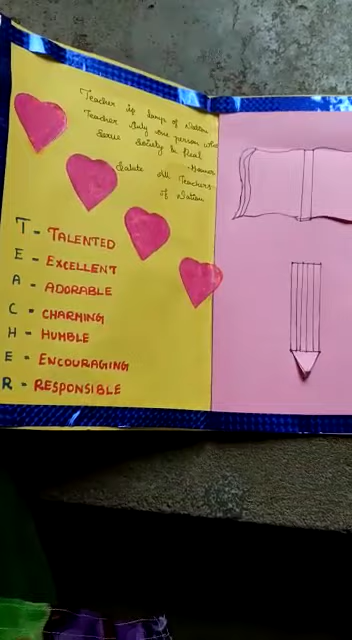 Teacher is lamp of Nation
Teacher Only one person who
Society
Salute All Teachers
of Nation
T - TALENTED
E - EXCELLENT
A - ADORABLE
C - CHARMING
H - HUMBLE
E - ENCOURAGING
R - RESPONSIBLE